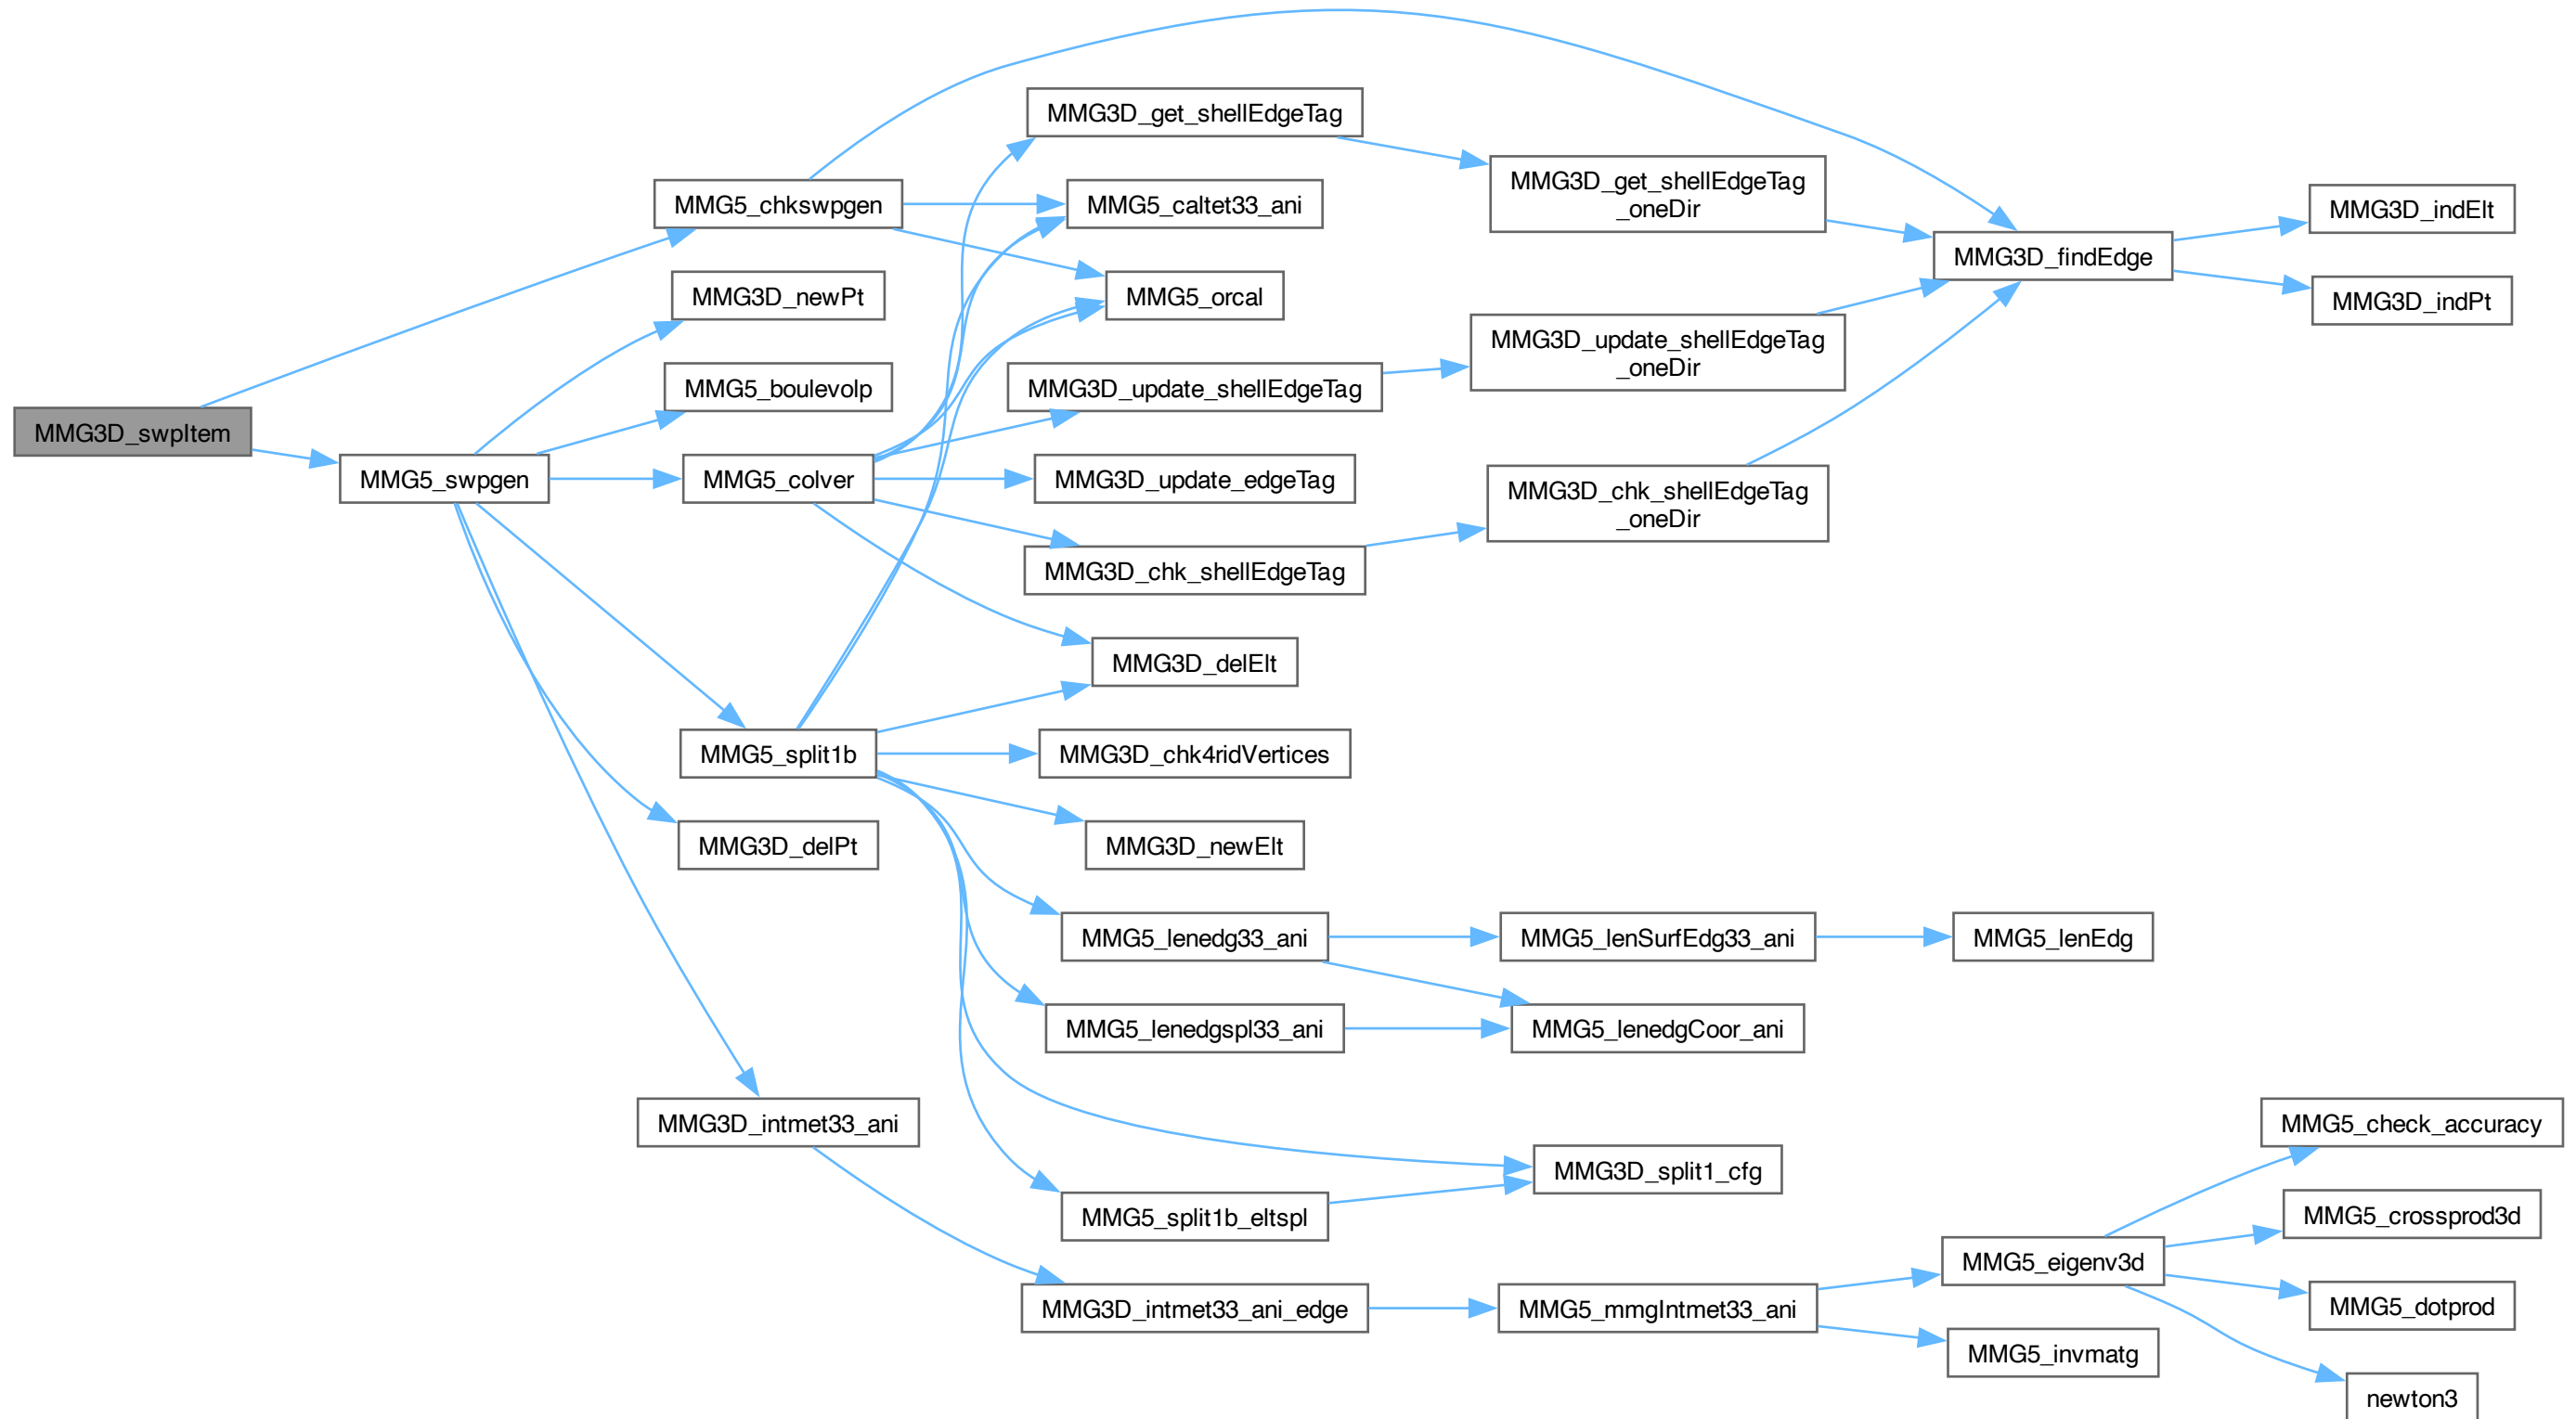 MMG3D_swpItem
MMG5_chkswpgen
MMG3D_newPt
MMG5_boulevolp
MMG5_swpgen
MMG5_colver
MMG5_split1b
MMG3D_delPt
MMG3D_intmet33_ani
MMG3D_get_shellEdgeTag
MMG5_caltet33_ani
MMG5_orcal
MMG3D_update_shellEdgeTag
MMG3D_update_edgeTag
MMG3D_chk_shellEdgeTag
MMG3D_delElt
MMG3D_chk4ridVertices
MMG3D_newElt
MMG5_lenedg33_ani
MMG5_lenedgspl33_ani
MMG5_split1b_eltspl
MMG3D_intmet33_ani_edge
MMG3D_get_shellEdgeTag
_oneDir
MMG3D_update_shellEdgeTag
_oneDir
MMG3D_chk_shellEdgeTag
_oneDir
MMG5_lenSurfEdg33_ani
MMG5_lenedgCoor_ani
MMG3D_split1_cfg
MMG5_mmgIntmet33_ani
MMG3D_findEdge
MMG5_lenEdg
MMG5_eigenv3d
MMG5_invmatg
MMG3D_indElt
MMG3D_indPt
MMG5_check_accuracy
MMG5_crossprod3d
MMG5_dotprod
newton3